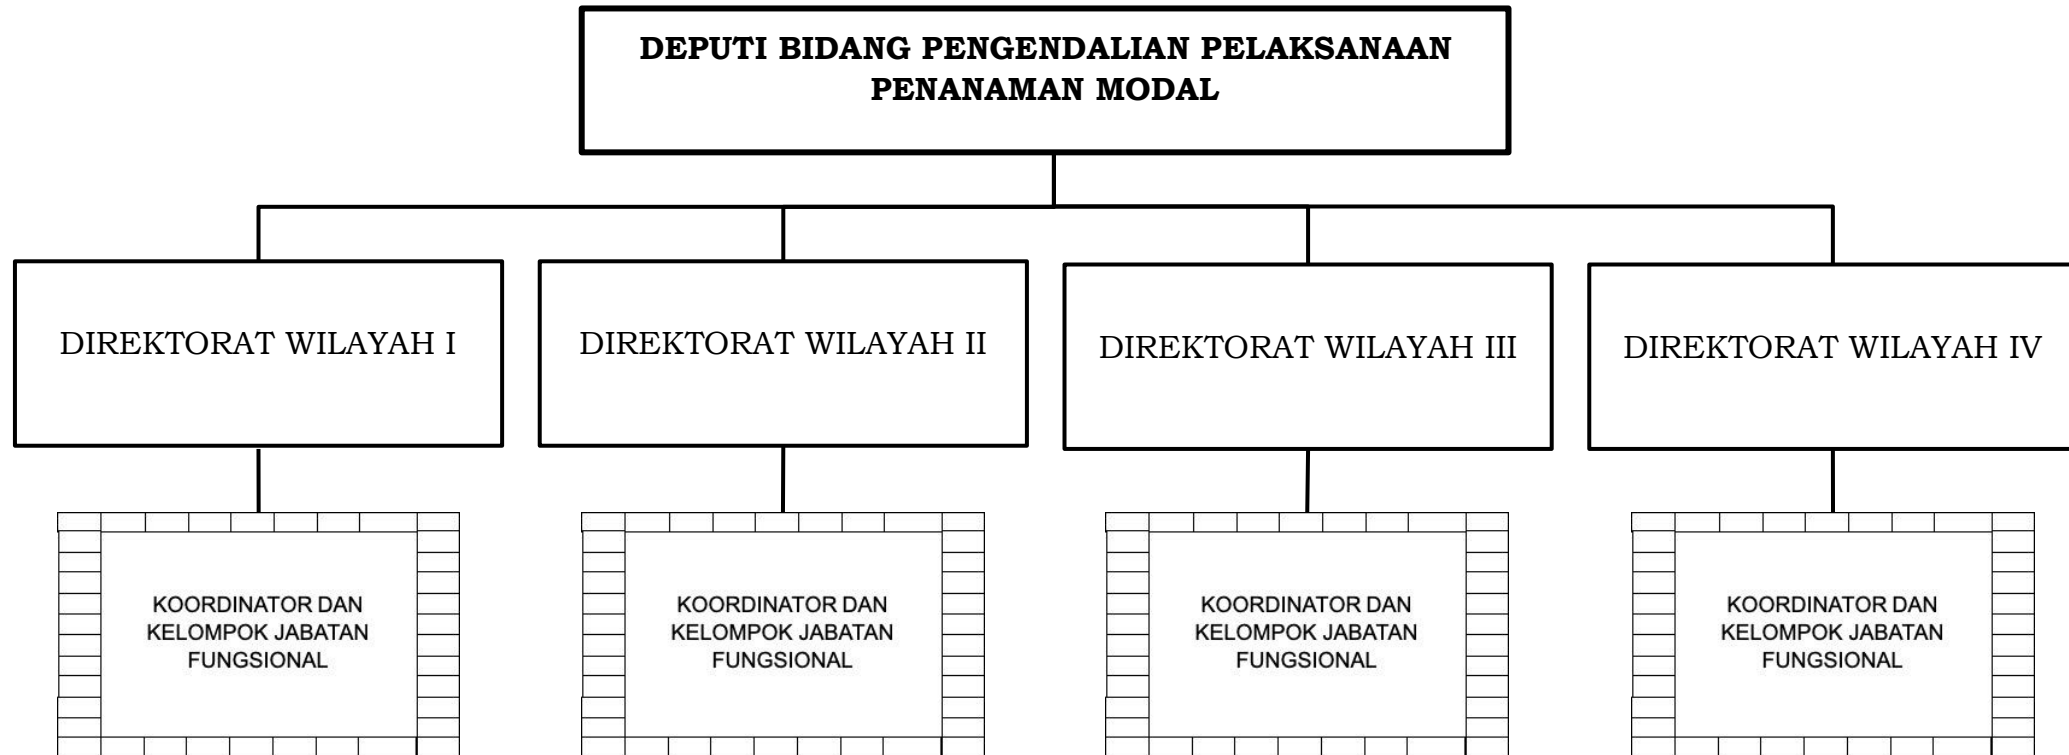 DEPUTI BIDANG PENGENDALIAN PELAKSANAAN
PENANAMAN MODAL
DIREKTORAT WILAYAH I
DIREKTORAT WILAYAH II
DIREKTORAT WILAYAH III
DIREKTORAT WILAYAH IV
KOORDINATOR DAN
KELOMPOK JABATAN
FUNGSIONAL
KOORDINATOR DAN
KELOMPOK JABATAN
FUNGSIONAL
KOORDINATOR DAN
KELOMPOK JABATAN
FUNGSIONAL
KOORDINATOR DAN
KELOMPOK JABATAN
FUNGSIONAL